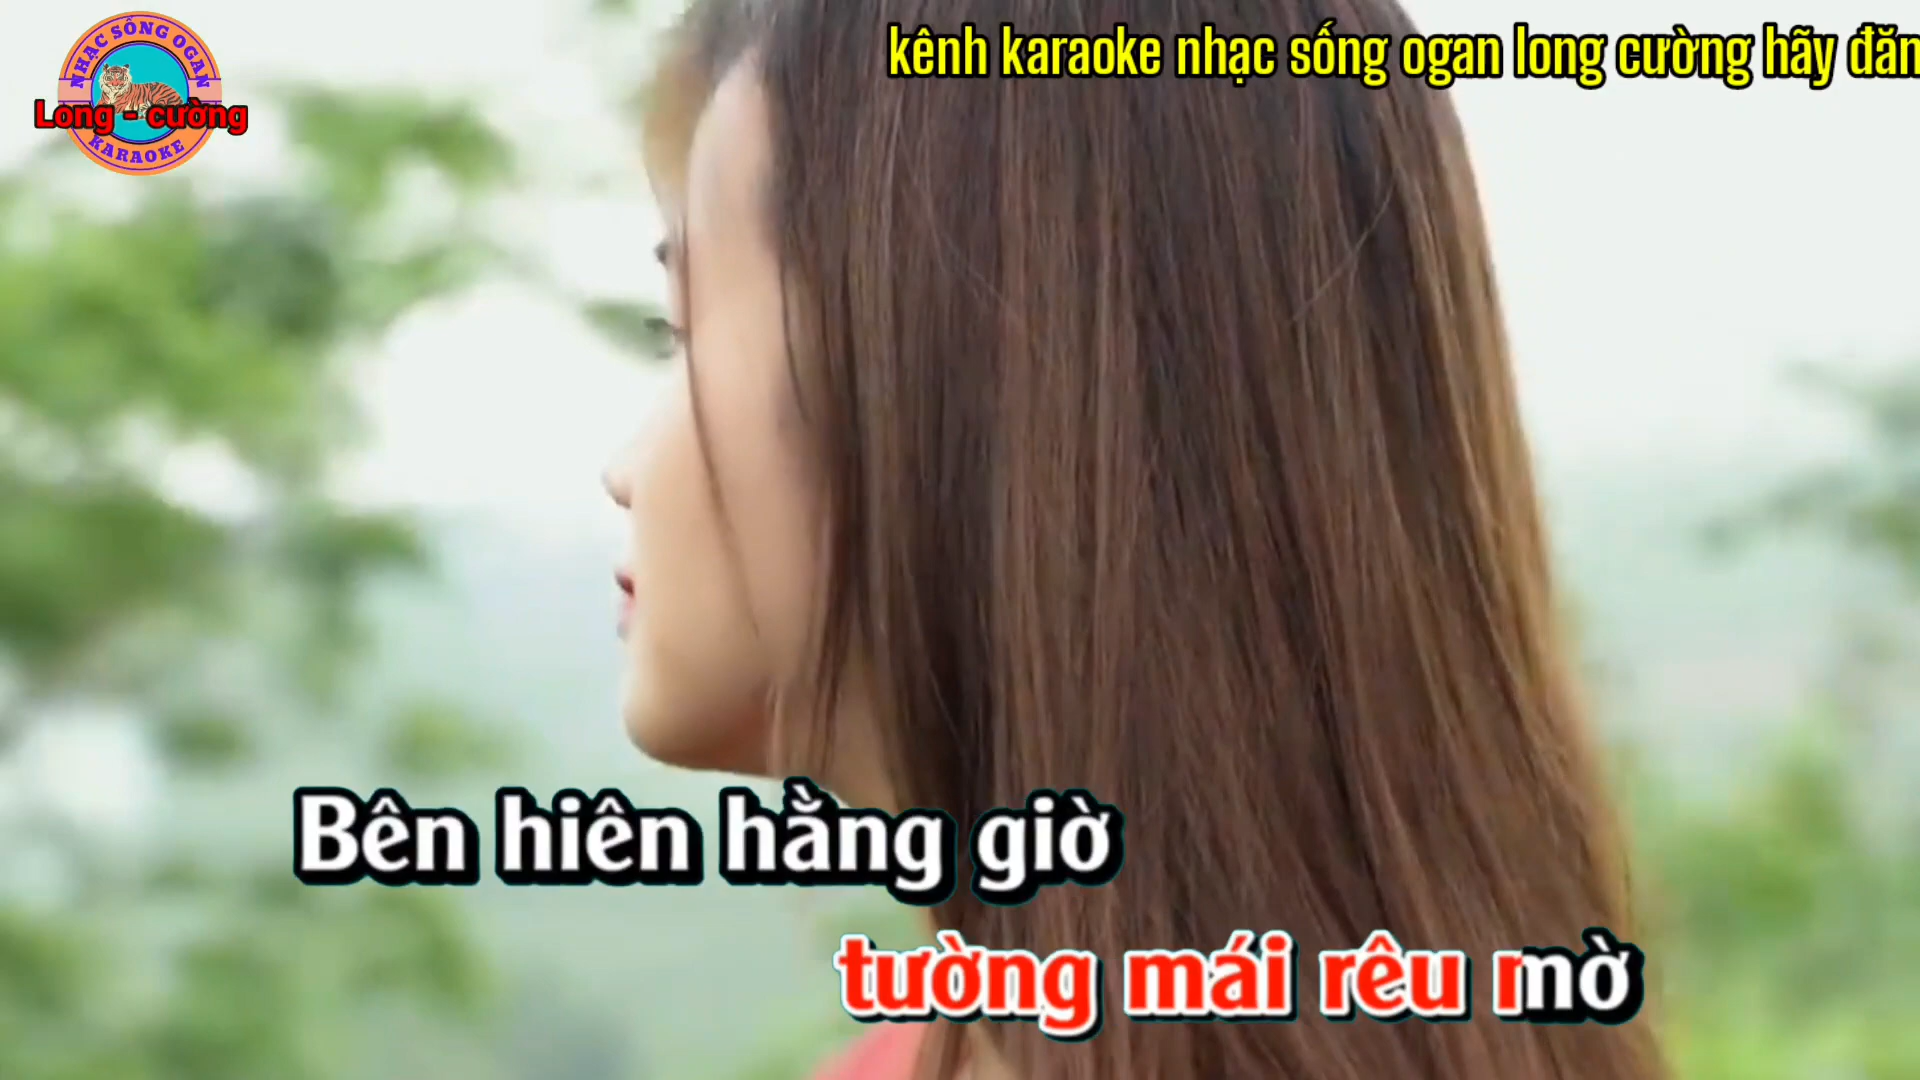 NHẠC SỐNG OGAN
Long - cường
KARAOKE
kênh karaoke nhạc sống ogan long cường hãy đăn
Bên hiên hằng giờ
tường mái rêu mờ